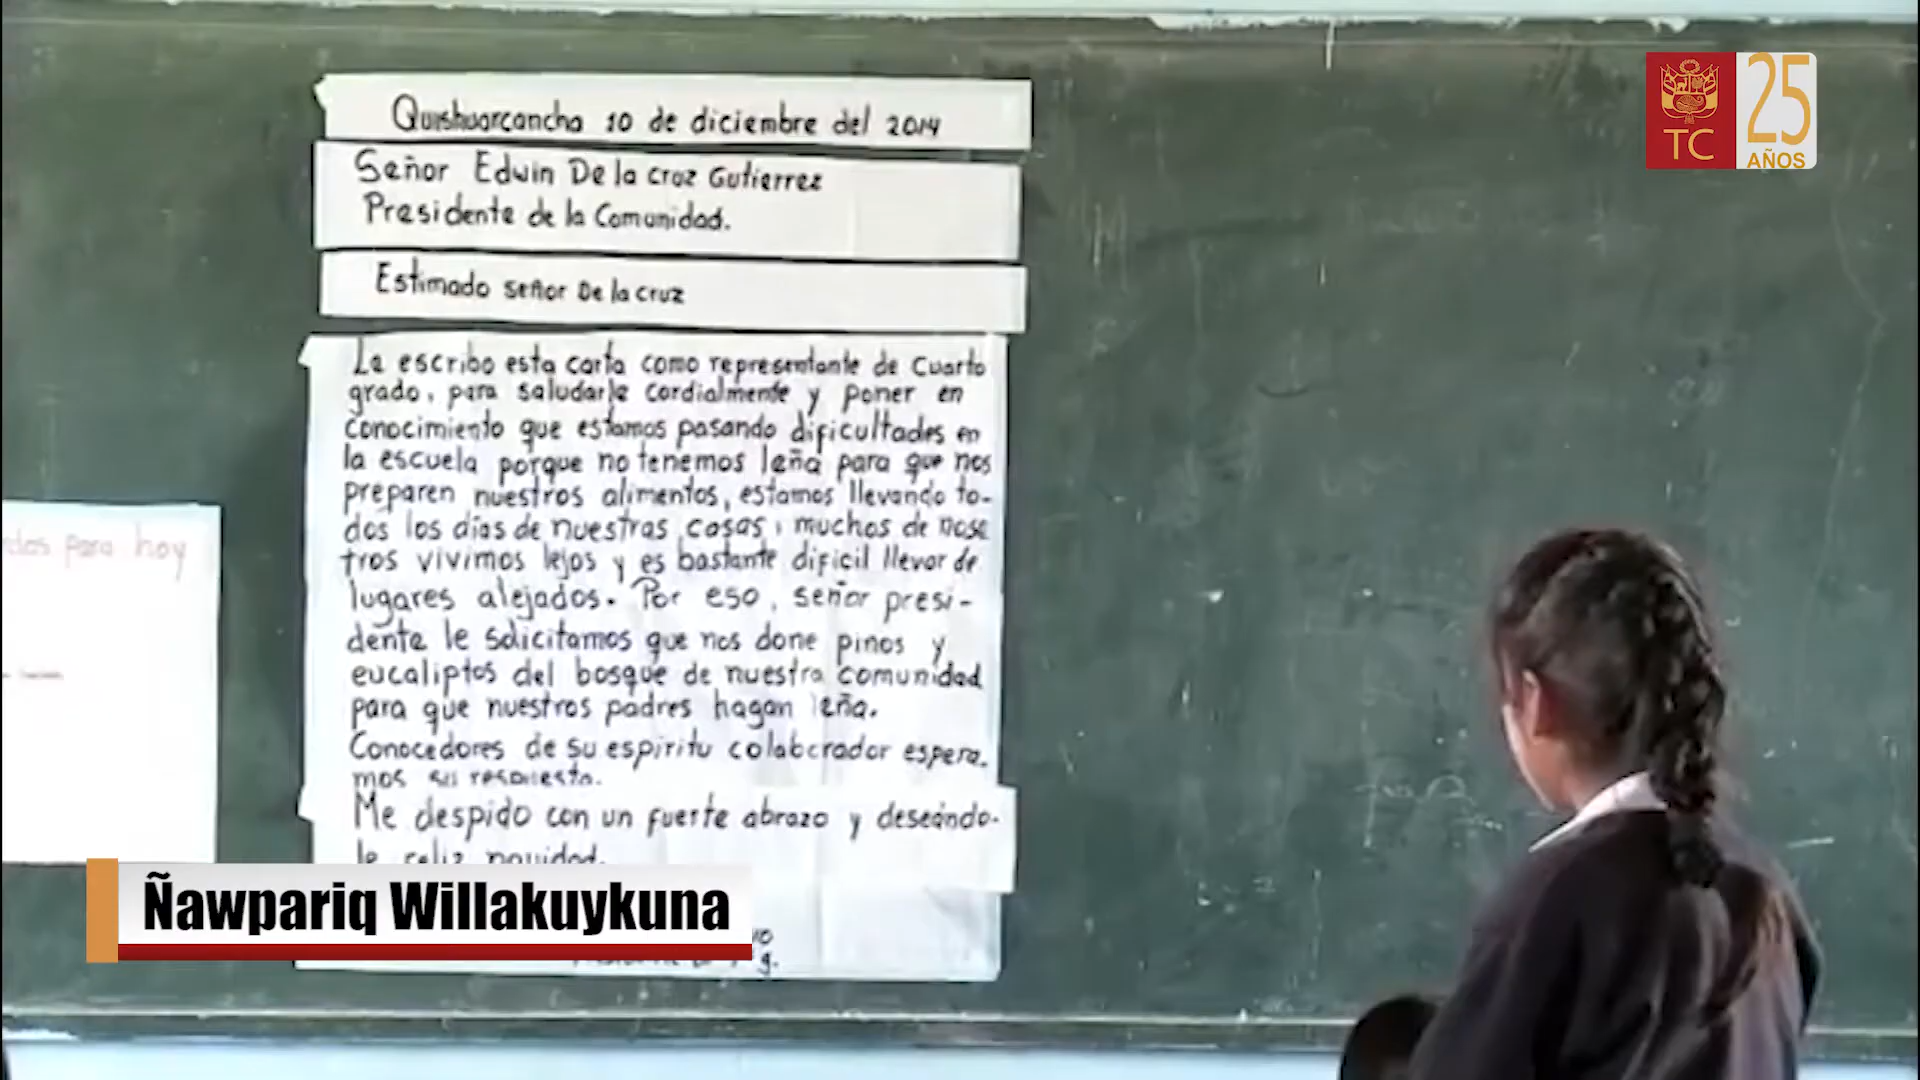 Quishuarcancha 10 de diciembre del 2014
Señor Edwin De la Cruz Gutierrez
Presidente de la Comunidad.
Estimado señor De la Cruz
Le escribo esta carta como representante de Cuarto
grado, para saludarle cordialmente y poner en
conocimiento que estamos pasando dificultades en
la escuela porque no tenemos leña para que nos
preparen nuestros alimentos, estamos llevando to-
dos los días de nuestras casas, muchos de noso
tros vivimos lejos y es bastante dificil llevar de
lugares alejados. Por eso, señor presi-
dente le solicitamos que nos done pinos y
eucaliptos del bosque de nuestra comunidad
para que nuestros padres hagan leña.
Conocedores de su espiritu colaborador espera.
mos su respuesta.
Me despido con un fuerte abrazo y deseándo-
le feliz navidad.
para hoy
TC
25
AÑOS
Ñawpariq Willakuykuna